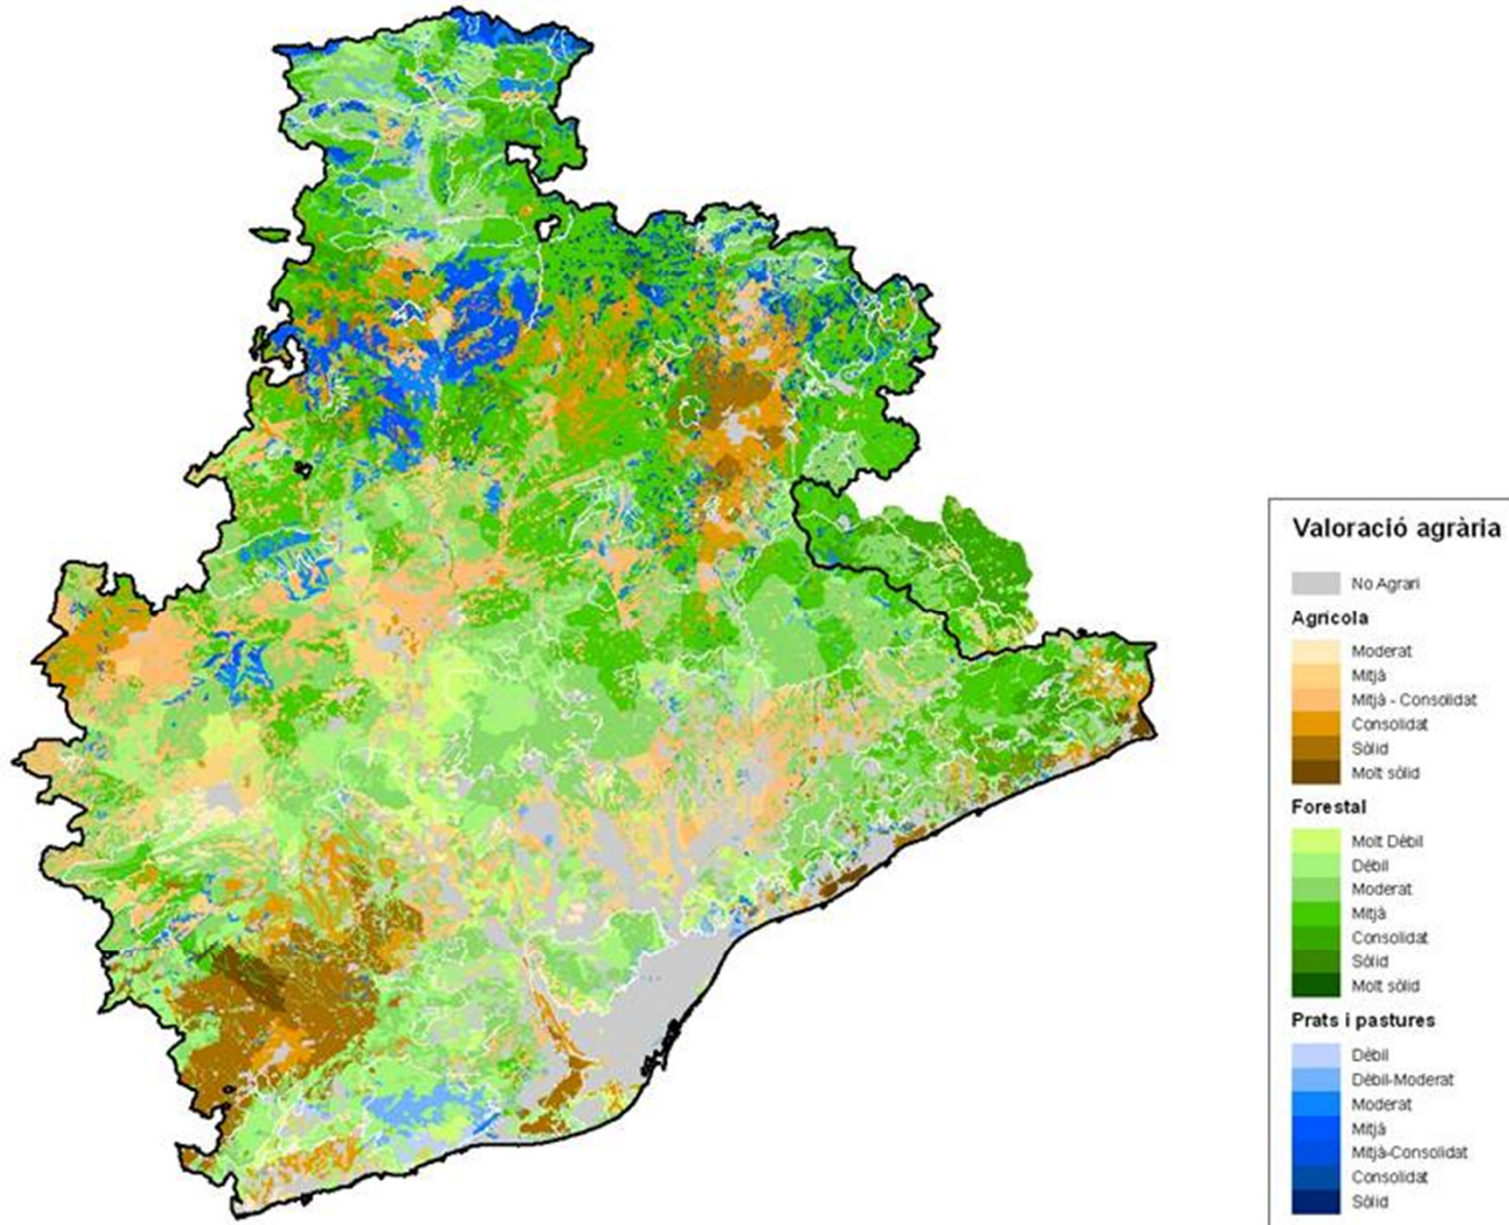 Valoració agrària
No Agrari
Agrícola
Moderat
Mitjà
Mitjà - Consolidat
Consolidat
Sòlid
Molt sòlid
Forestal
Molt Dèbil
Dèbil
Moderat
Mitjà
Consolidat
Sòlid
Molt sòlid
Prats i pastures
Dèbil
Dèbil-Moderat
Moderat
Mitjà
Mitjà-Consolidat
Consolidat
Sòlid